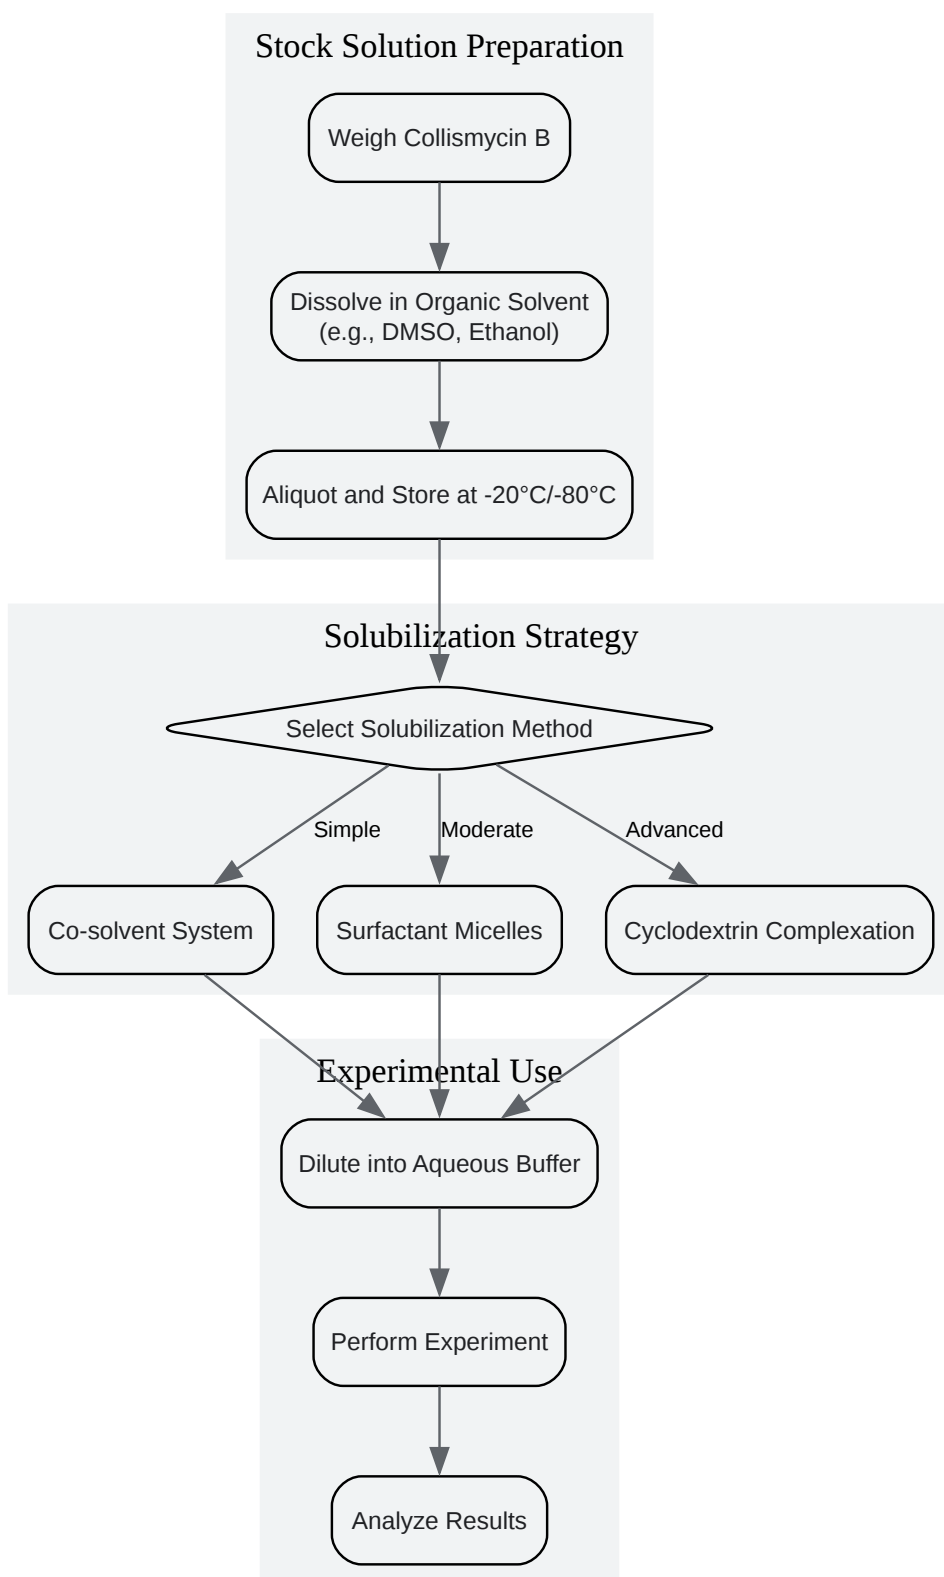 Stock Solution Preparation
Weigh Collismycin B
Dissolve in Organic Solvent
(e.g., DMSO, Ethanol)
Aliquot and Store at -20°C/-80°C
Solubilization Strategy
Select Solubilization Method
Simple
Moderate
Advanced
Co-solvent System
Surfactant Micelles
Cyclodextrin Complexation
Experimental Use
Dilute into Aqueous Buffer
Perform Experiment
Analyze Results